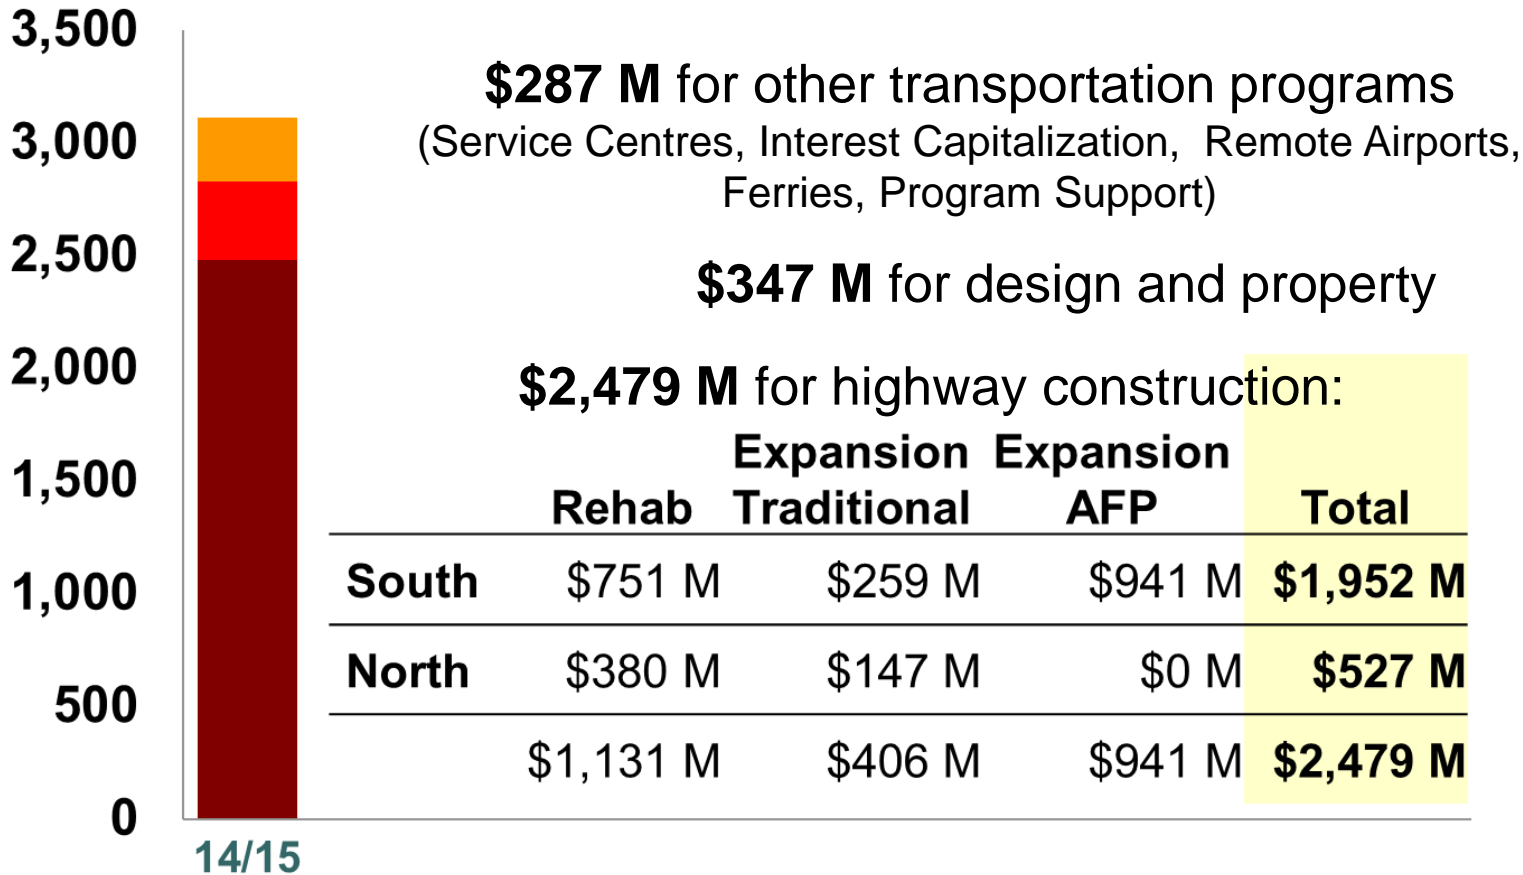 3,500
3,000
2,500
2,000
1,500
1,000
500
0
14/15
$287 M for other transportation programs
(Service Centres, Interest Capitalization, Remote Airports,
Ferries, Program Support)
$347 M for design and property
$2,479 M for highway construction:
Expansion Expansion
Rehab Traditional AFP Total
South $751 M $259 M $941 M $1,952 M
North $380 M $147 M $0 M $527 M
$1,131 M $406 M $941 M $2,479 M